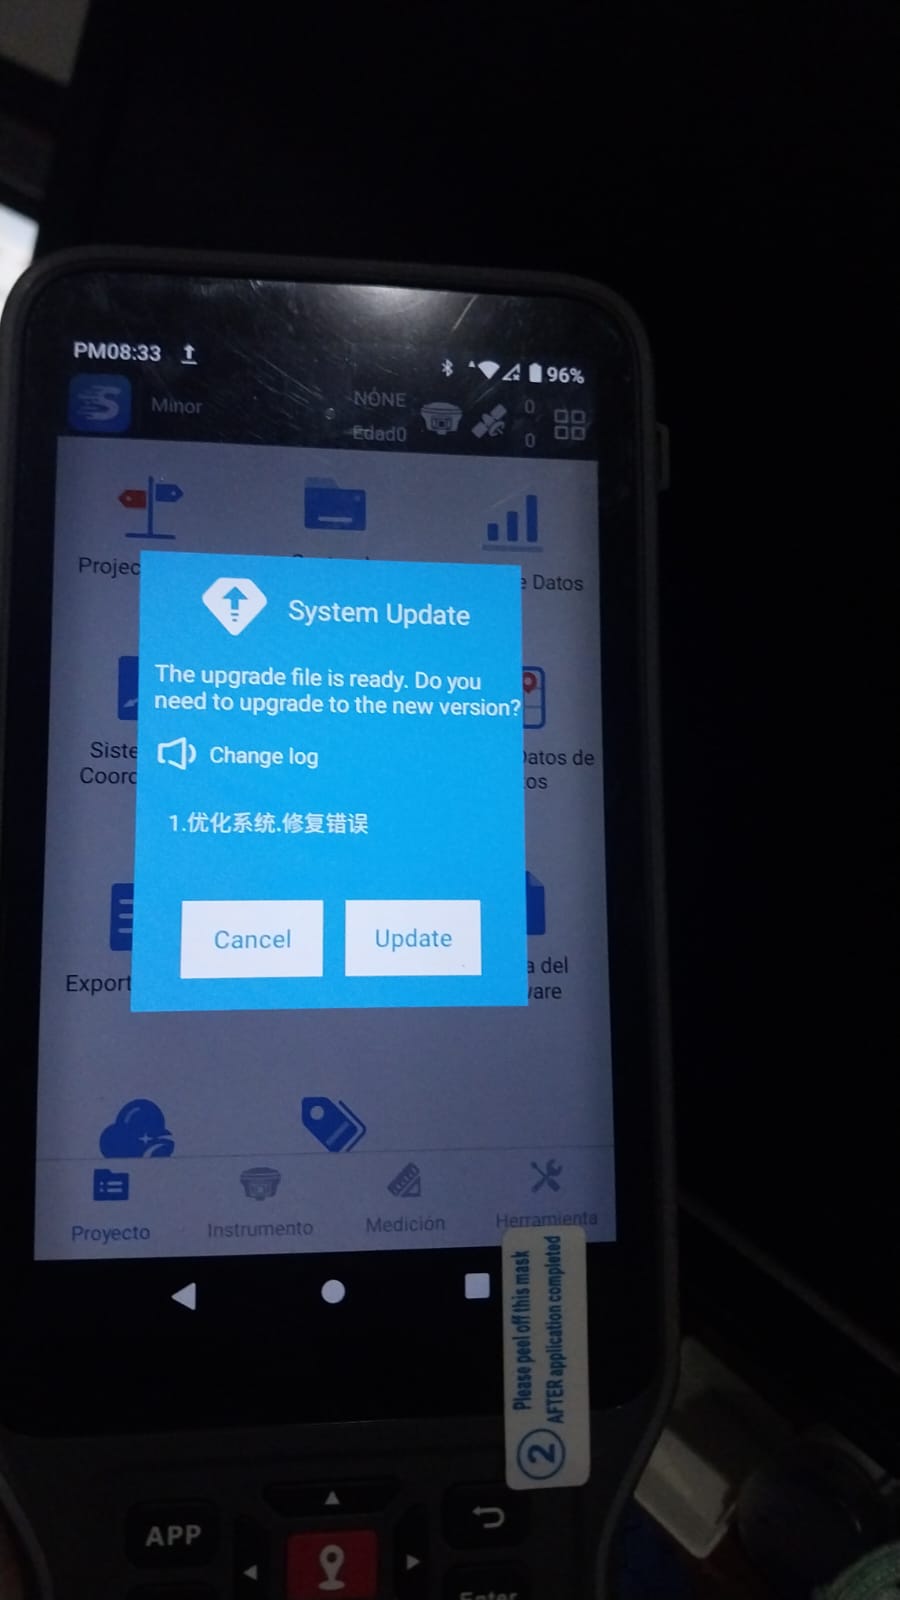 PM08:33
96%
Minor
NONE
Edad0
0
0
Projec
e Datos
System Update
The upgrade file is ready. Do you
need to upgrade to the new version?
Siste
Coord
Datos de
os
Change log
1.优化系统.修复错误
Cancel
Update
Export
a del
ware
Proyecto
Instrumento
Medición
Herramienta
2
Please peel off this mask
AFTER application completed
APP
Enter